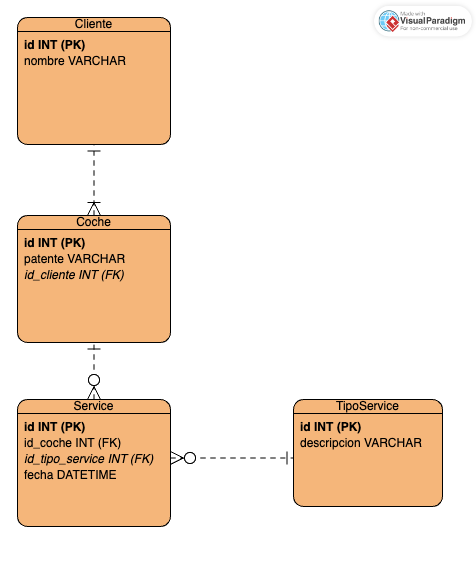 Made with
VisualParadigm
For non-commercial use
Cliente
id INT (PK)
nombre VARCHAR
Coche
id INT (PK)
patente VARCHAR
id_cliente INT (FK)
Service
id INT (PK)
id_coche INT (FK)
id_tipo_service INT (FK)
fecha DATETIME
TipoService
id INT (PK)
descripcion VARCHAR